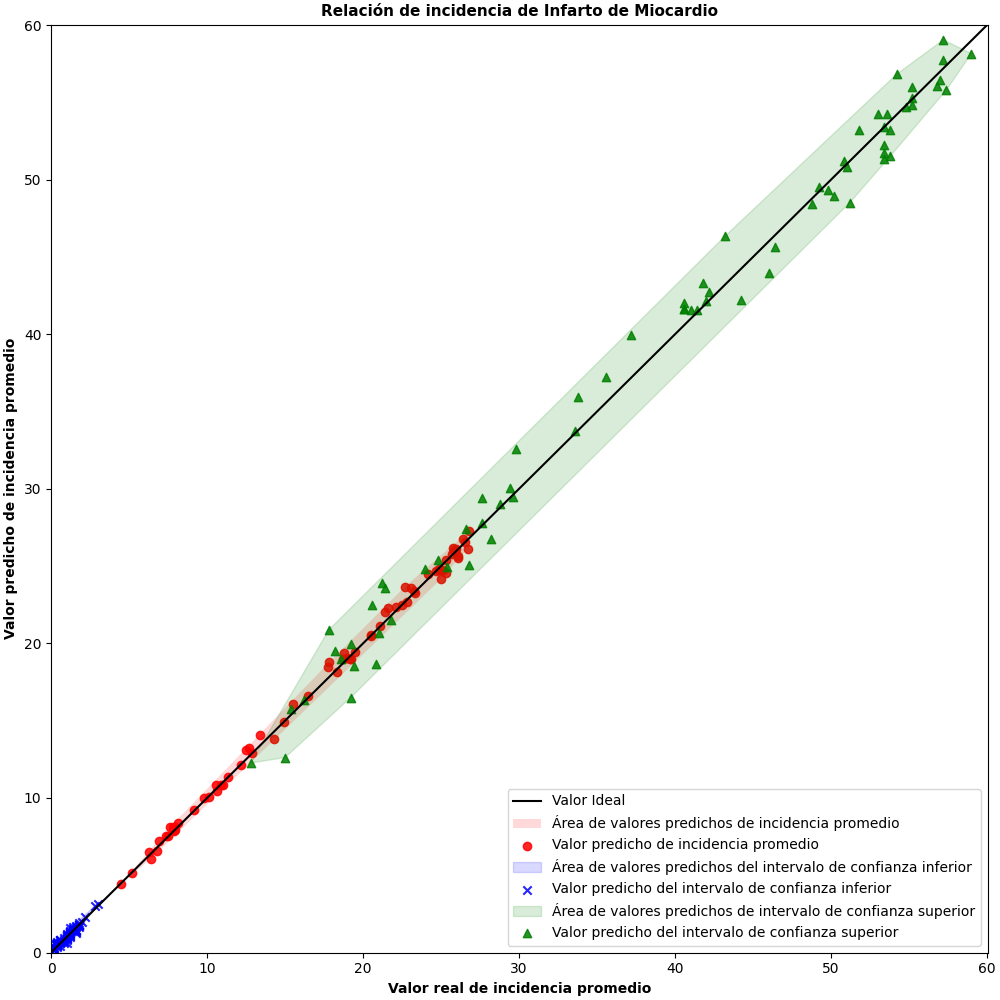 Relación de incidencia de Infarto de Miocardio
Valor predicho de incidencia promedio
60
50
40
30
20
10
0
Valor Ideal
Área de valores predichos de incidencia promedio
Valor predicho de incidencia promedio
Área de valores predichos del intervalo de confianza inferior
Valor predicho del intervalo de confianza inferior
Área de valores predichos de intervalo de confianza superior
Valor predicho del intervalo de confianza superior
0 10 20 30 40 50 60
Valor real de incidencia promedio